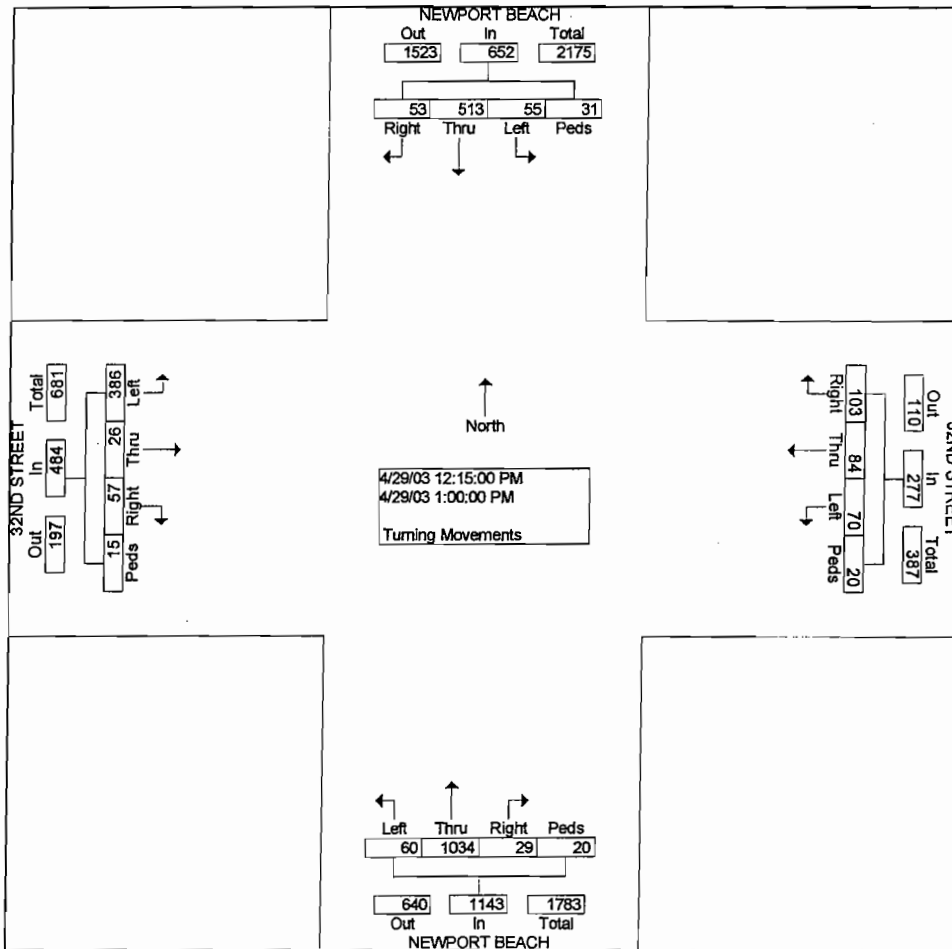 NEWPORT BEACH
Out In Total
1523 652 2175
53 513 55 31
Right Thru Left Peds
32ND STREET
Total In Out
681 484 197
386 26 57 15
Left Thru Right Peds
North
4/29/03 12:15:00 PM
4/29/03 1:00:00 PM
Turning Movements
Right Thru Left Peds
103 84 70 20
Out In Total
110 277 387
32ND STREET
Left Thru Right Peds
60 1034 29 20
640 1143 1783
Out In Total
NEWPORT BEACH